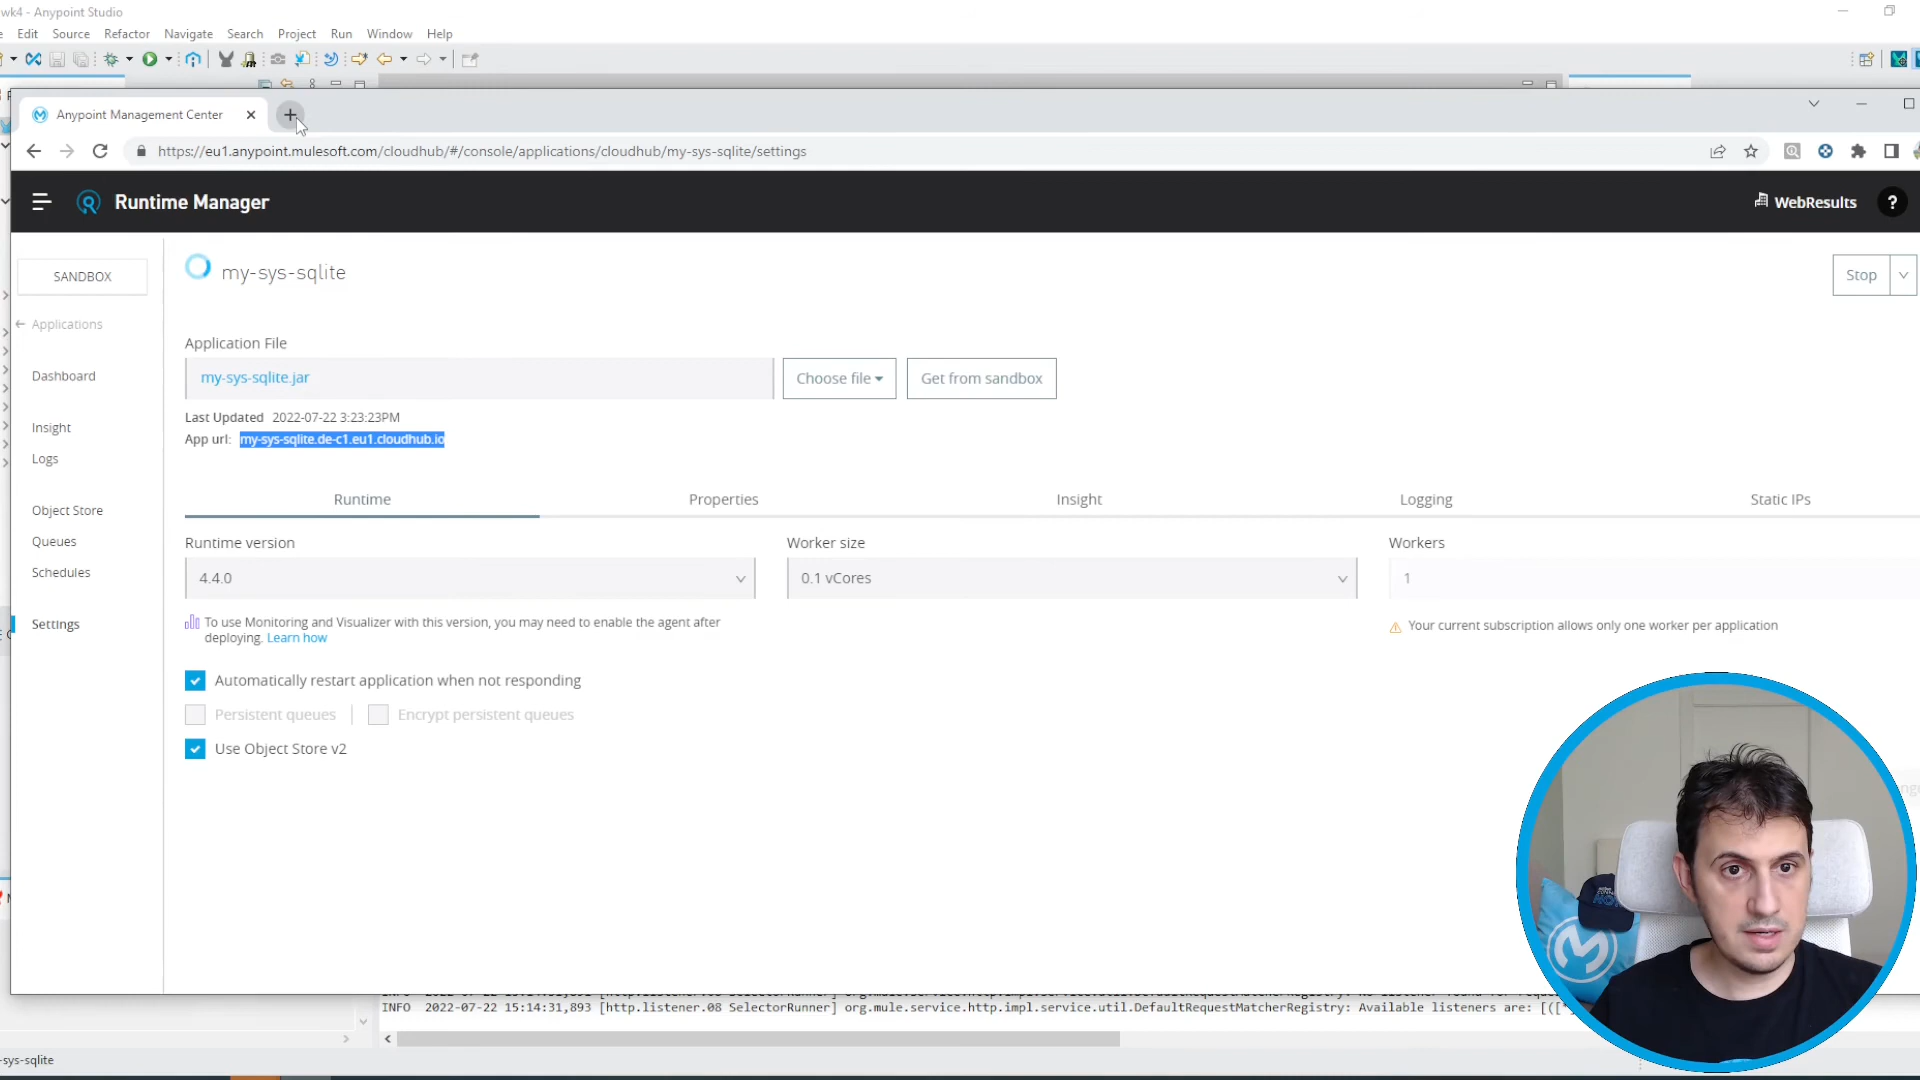 wk4 - Anypoint Studio
Edit Source Refactor Navigate Search Project Run Window Help
Anypoint Management Center
https://eu1.anypoint.mulesoft.com/cloudhub/#/console/applications/cloudhub/my-sys-sqlite/settings
Runtime Manager
WebResults
?
SANDBOX
my-sys-sqlite
Stop
Applications
Application File
my-sys-sqlite.jar
Choose file
Get from sandbox
Dashboard
Last Updated 2022-07-22 3:23:23PM
App url: my-sys-sqlite.de-c1.eu1.cloudhub.io
Insight
Logs
Runtime Properties Insight Logging Static IPs
Object Store
Queues
Schedules
Settings
Runtime version
4.4.0
Worker size
0.1 vCores
Workers
1
To use Monitoring and Visualizer with this version, you may need to enable the agent after
deploying. Learn how
Your current subscription allows only one worker per application
Automatically restart application when not responding
Persistent queues
Encrypt persistent queues
Use Object Store v2
INFO 2022-07-22 15:14:31,893 [http.listener.08 SelectorRunner] org.mule.service.http.impl.service.util.DefaultRequestMatcherRegistry: Available listeners are: [([*
-sys-sqlite